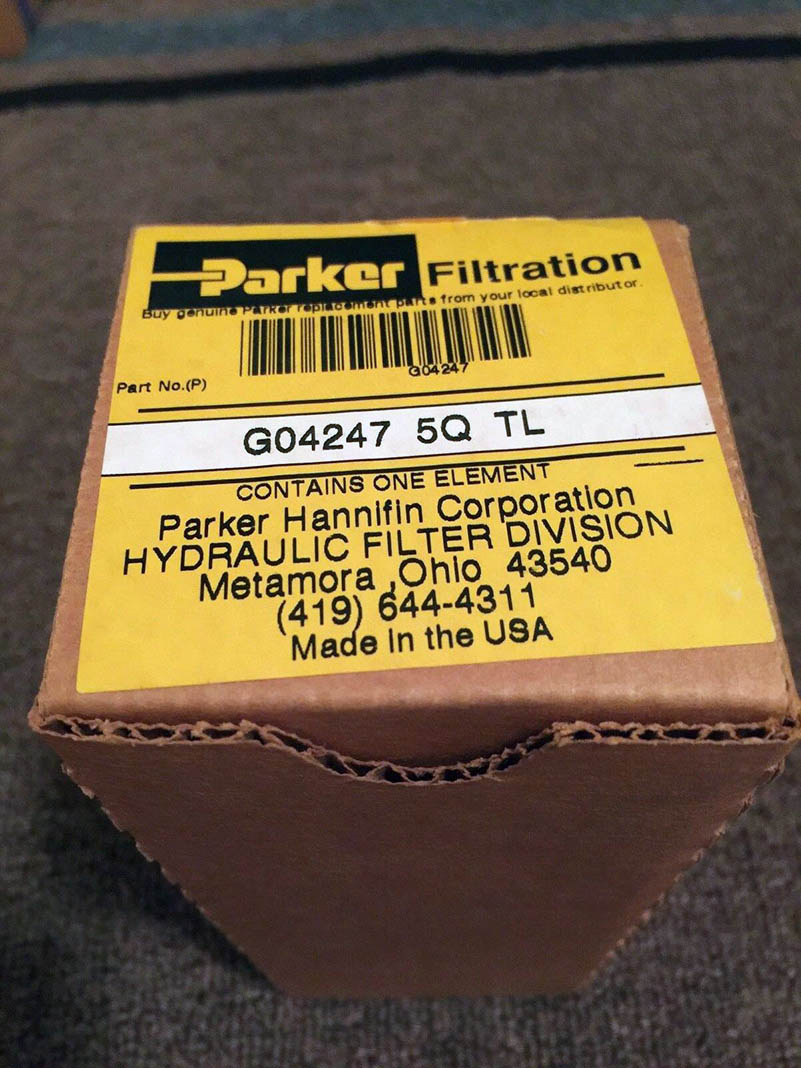 Parker Filtration
Buy genuine Parker replacement parts from your local distributor.
G04247
Part No.(P)
G04247 5Q TL
CONTAINS ONE ELEMENT
Parker Hannifin Corporation
HYDRAULIC FILTER DIVISION
Metamora ,Ohio 43540
(419) 644-4311
Made in the USA